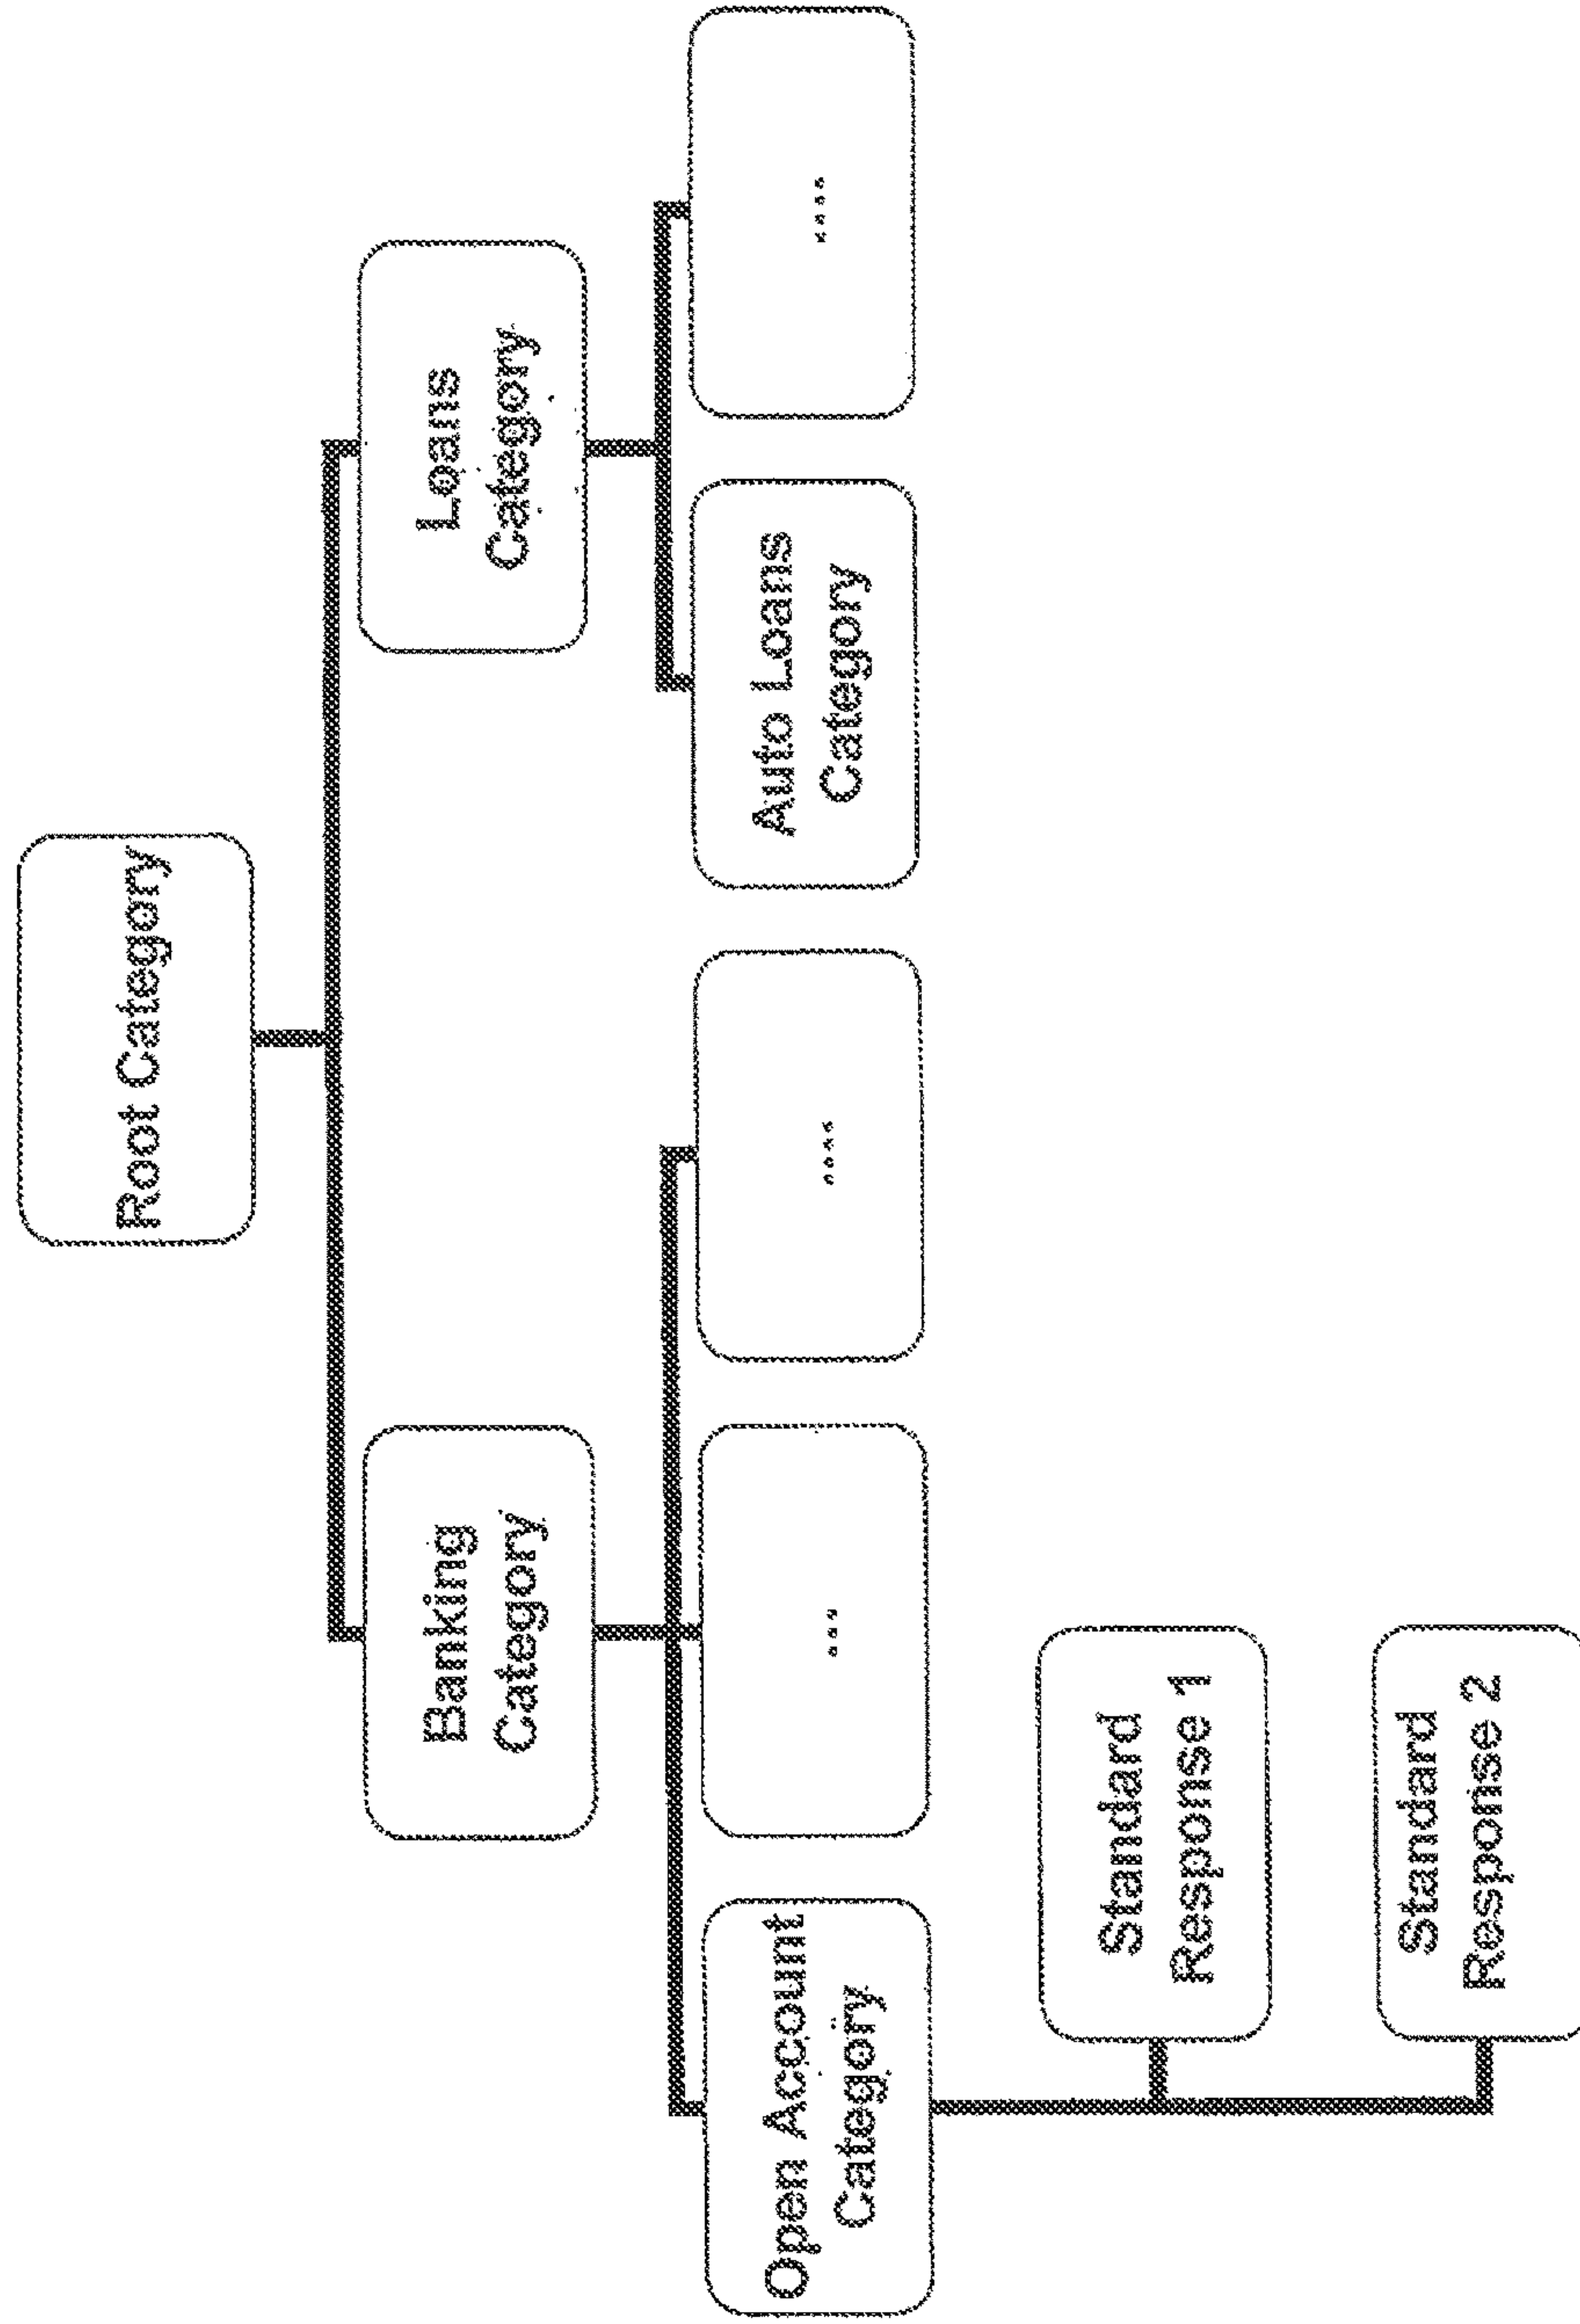 Root Category
Banking
Category
Loans
Category
Open Account
Category
...
....
Auto Loans
Category
....
Standard
Response 1
Standard
Response 2